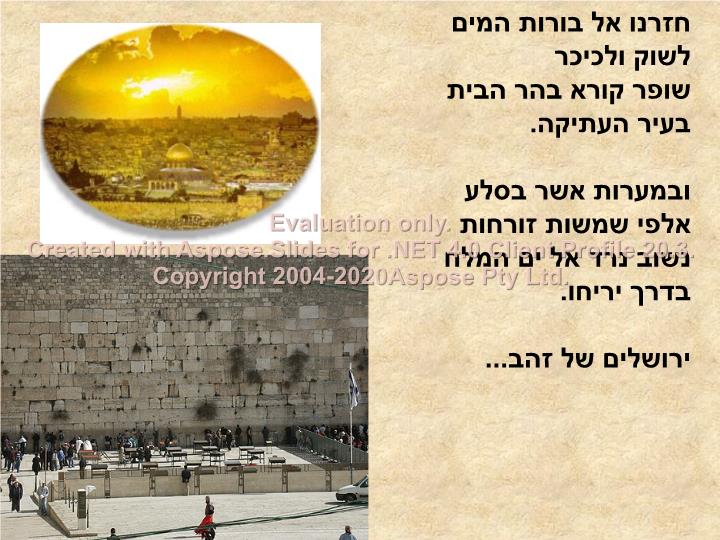 חזרנו אל בורות המים
לשוק ולכיכר
שופר קורא בהר הבית
בעיר העתיקה.
ובמערות אשר בסלע
אלפי שמשות זורחות
נשוב נרד אל ים המלח
בדרך יריחו.
ירושלים של זהב...
Evaluation only.
Created with Aspose.Slides for .NET 4.0 Client Profile 20.3.
Copyright 2004-2020Aspose Pty Ltd.